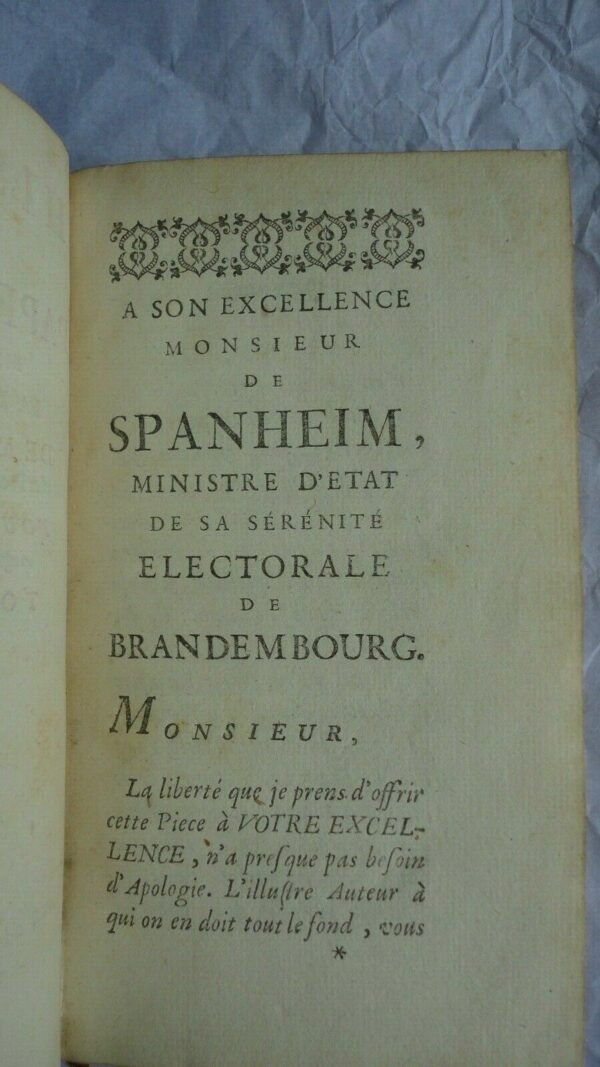 A SON EXCELLENCE
MONSIEUR
DE
SPANHEIM,
MINISTRE D'ETAT
DE SA SÉRÉNITÉ
ELECTORALE
DE
BRANDEMBOURG.
MONSIEUR,
La liberté que je prens d'offrir
cette Piece à VOTRE EXCEL-
LENCE, n'a preſque pas beſoin
d'Apologie. L'illuſtre Auteur à
qui on en doit tout le fond, vous
*